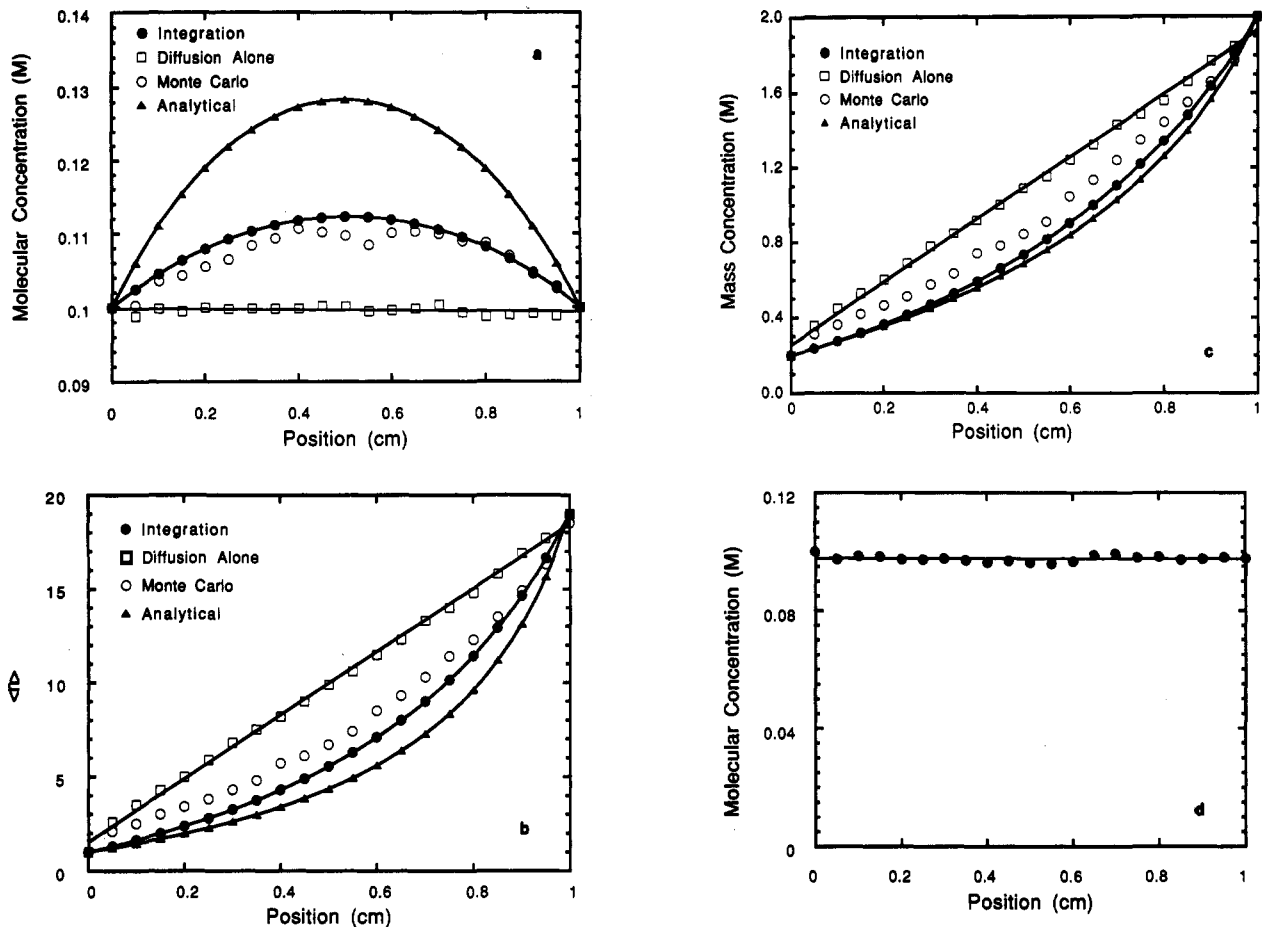 0.14
0.13
0.12
0.11
0.1
0.09
Molecular Concentration (M)
Integration
Diffusion Alone
Monte Carlo
Analytical
a
0
0.2
0.4
0.6
0.8
1
Position (cm)
2.0
1.6
1.2
0.8
0.4
0.0
Mass Concentration (M)
Integration
Diffusion Alone
Monte Carlo
Analytical
c
0
0.2
0.4
0.6
0.8
1
Position (cm)
20
15
10
5
0
<n>
Integration
Diffusion Alone
Monte Carlo
Analytical
b
0
0.2
0.4
0.6
0.8
1
Position (cm)
0.12
0.08
0.04
0
Molecular Concentration (M)
d
0
0.2
0.4
0.6
0.8
1
Position (cm)